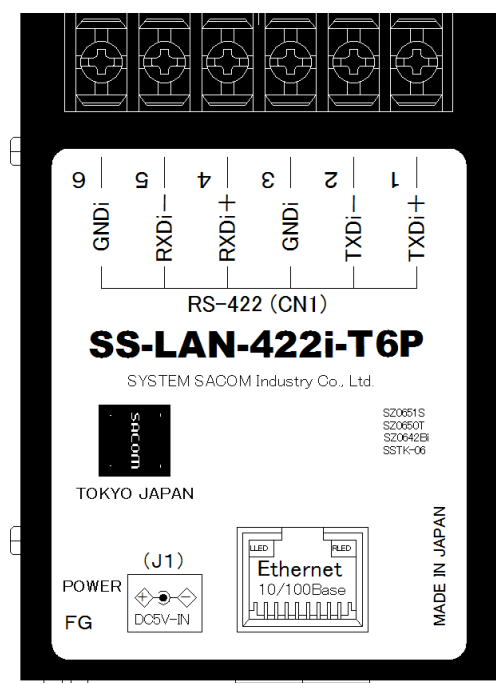 6 5 4 3 2 1
GNDi RXDi− RXDi+ GNDi TXDi− TXDi+
RS-422 (CN1)
SS-LAN-422i-T6P
SYSTEM SACOM Industry Co., Ltd.
SZ0651S
SZ0650T
SZ0642Bi
SSTK-06
sacom
TOKYO JAPAN
MADE IN JAPAN
(J1)
POWER
DC5V-IN
FG
LLED
RLED
Ethernet
10/100Base